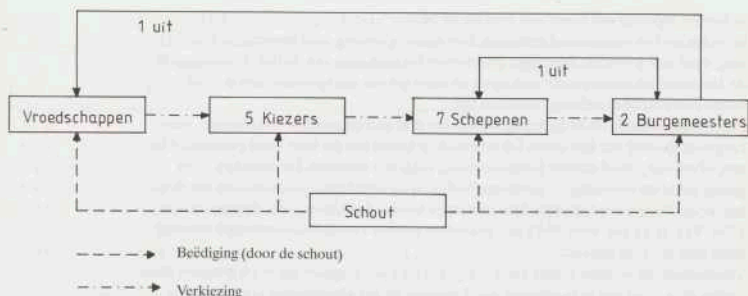 1 uit
1 uit
Vroedschappen
5 Kiezers
7 Schepenen
2 Burgemeesters
Schout
Beëdiging (door de schout)
Verkiezing